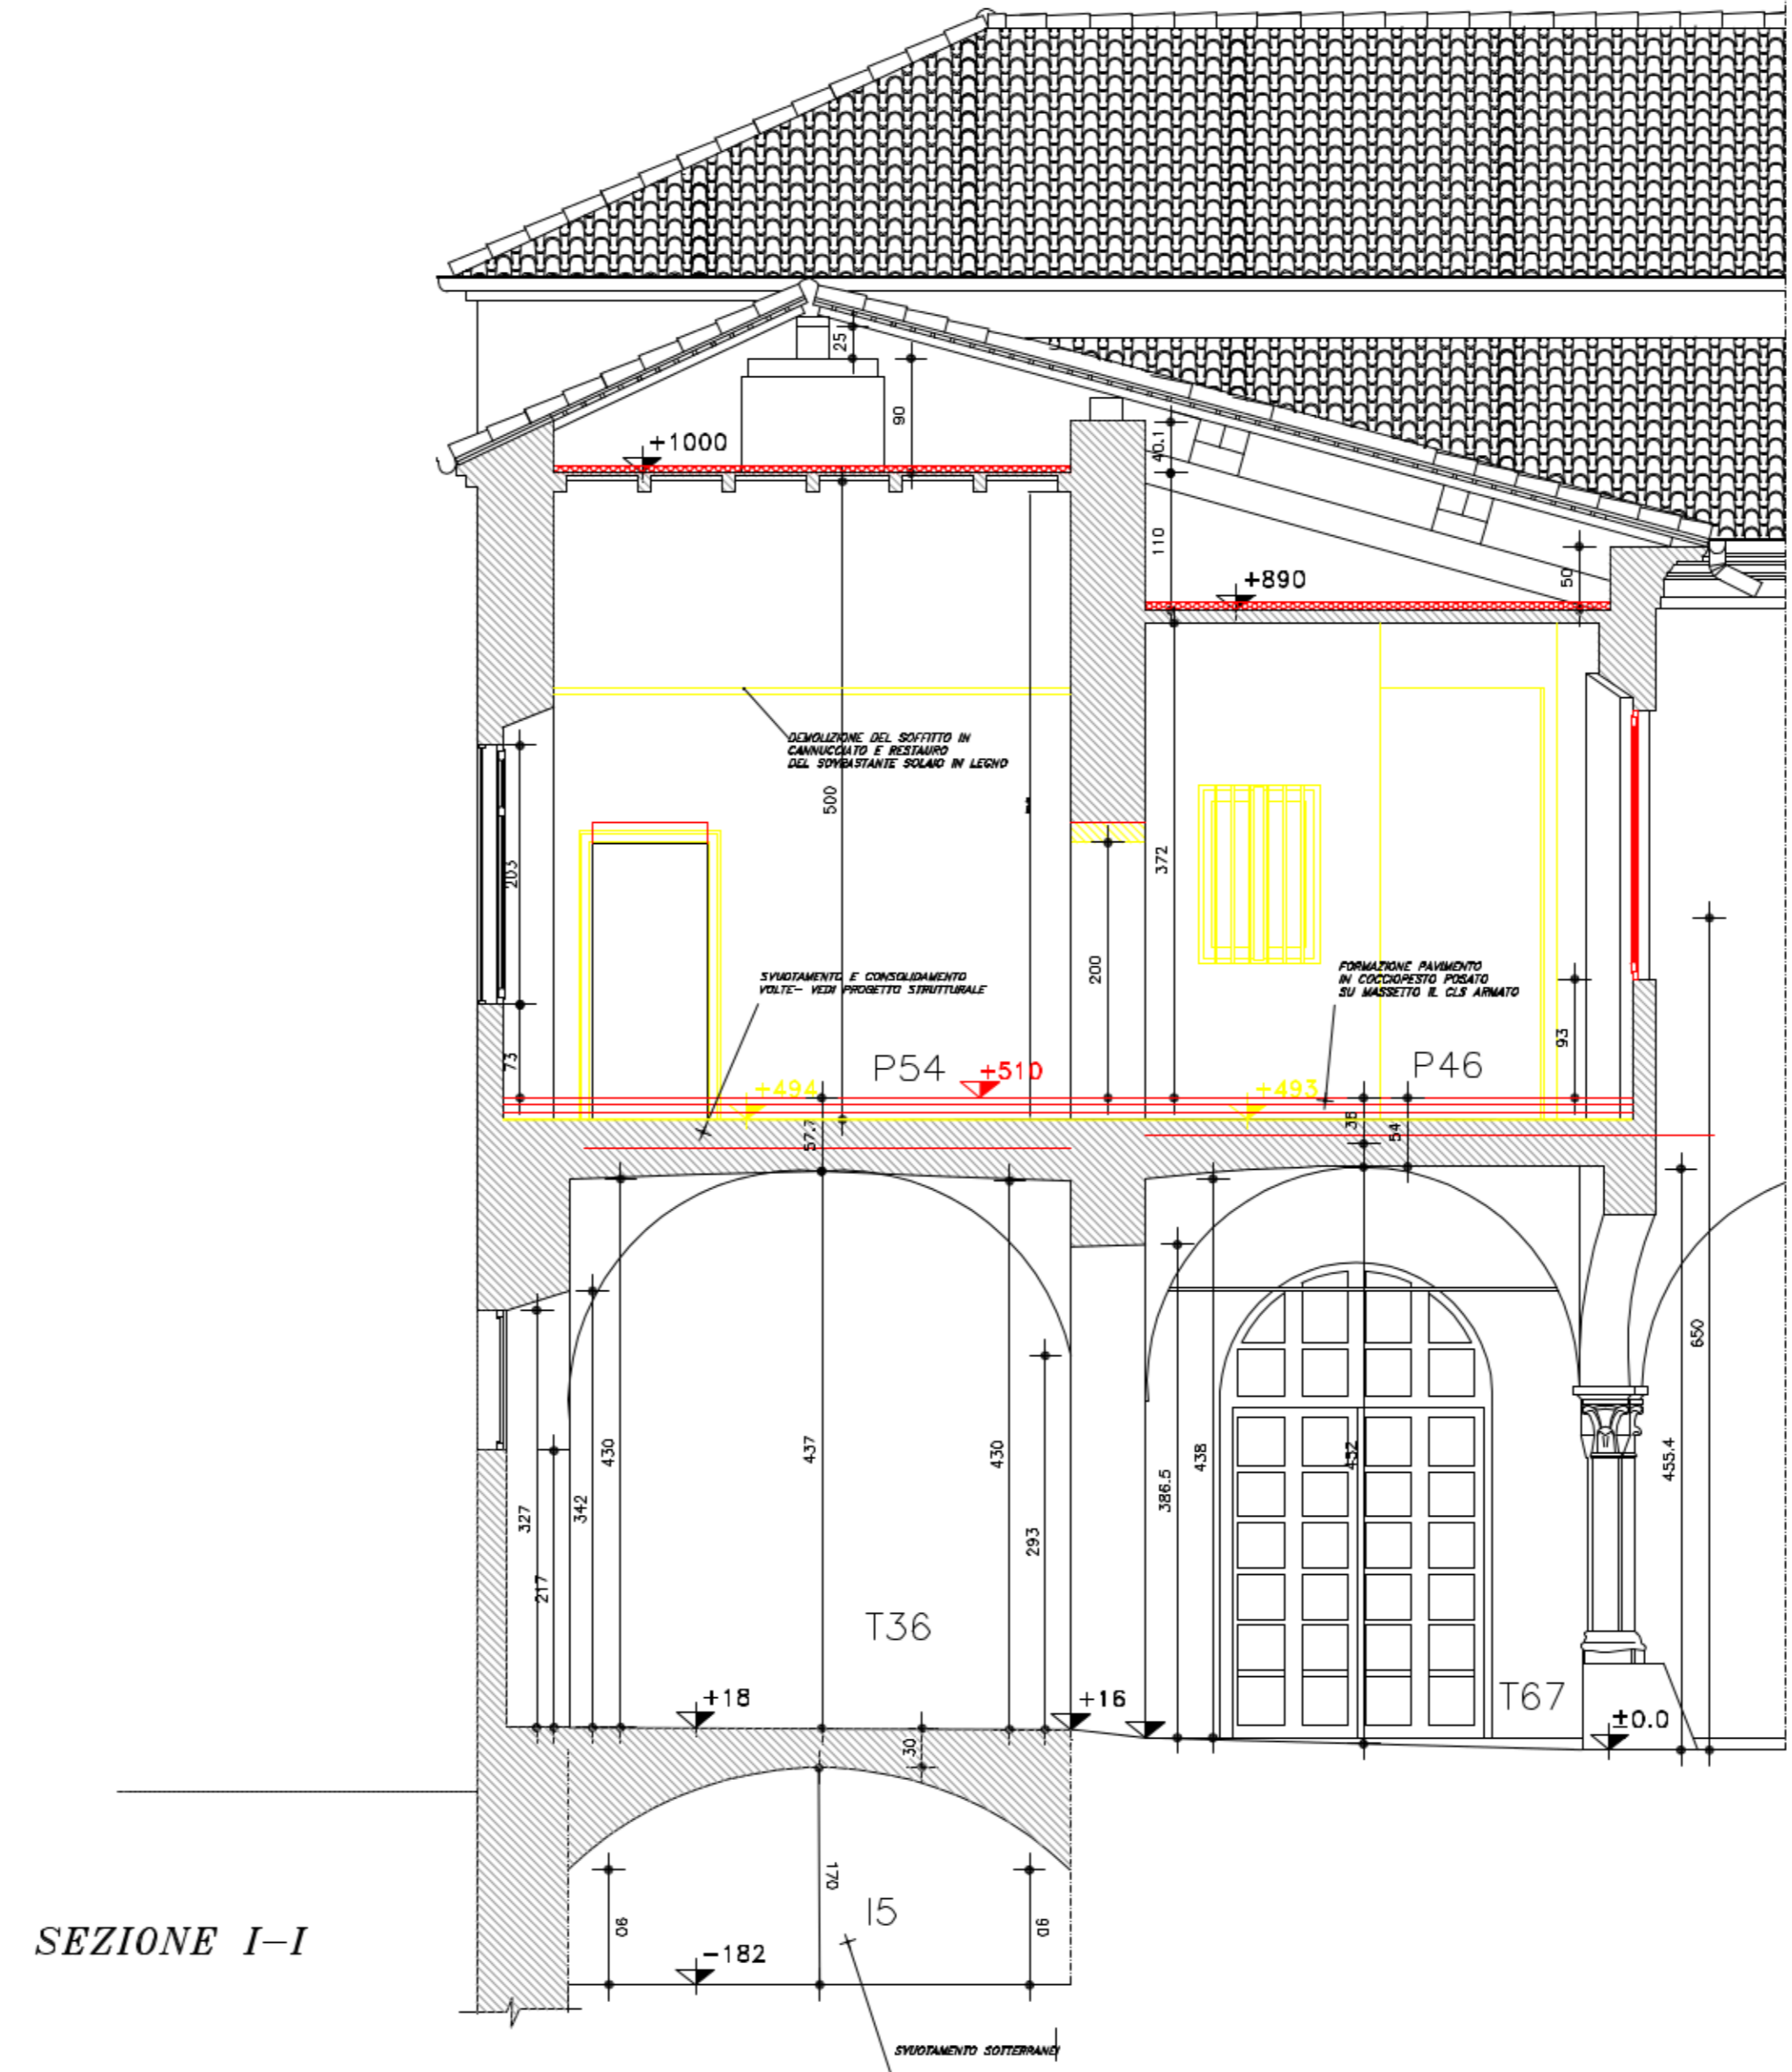 25
90
+1000
40.1
110
+890
50
DEMOLIZIONE DEL SOFFITTO IN
CANNUCCIATO E RESTAURO
DEL SOVRASTANTE SOLAIO IN LEGNO
500
203
372
200
SVUOTAMENTO E CONSOLIDAMENTO
VOLTE- VEDI PROGETTO STRUTTURALE
FORMAZIONE PAVIMENTO
IN COCCIOPESTO POSATO
SU MASSETTO IL CLS ARMATO
73
P54
+510
P46
93
+494
+493
57.7
54
650
430
437
430
438
432
455.4
386.5
327
342
293
217
T36
T67
+18
+16
±0.0
30
170
90
I5
90
SEZIONE I-I
-182
SVUOTAMENTO SOTTERRANEI